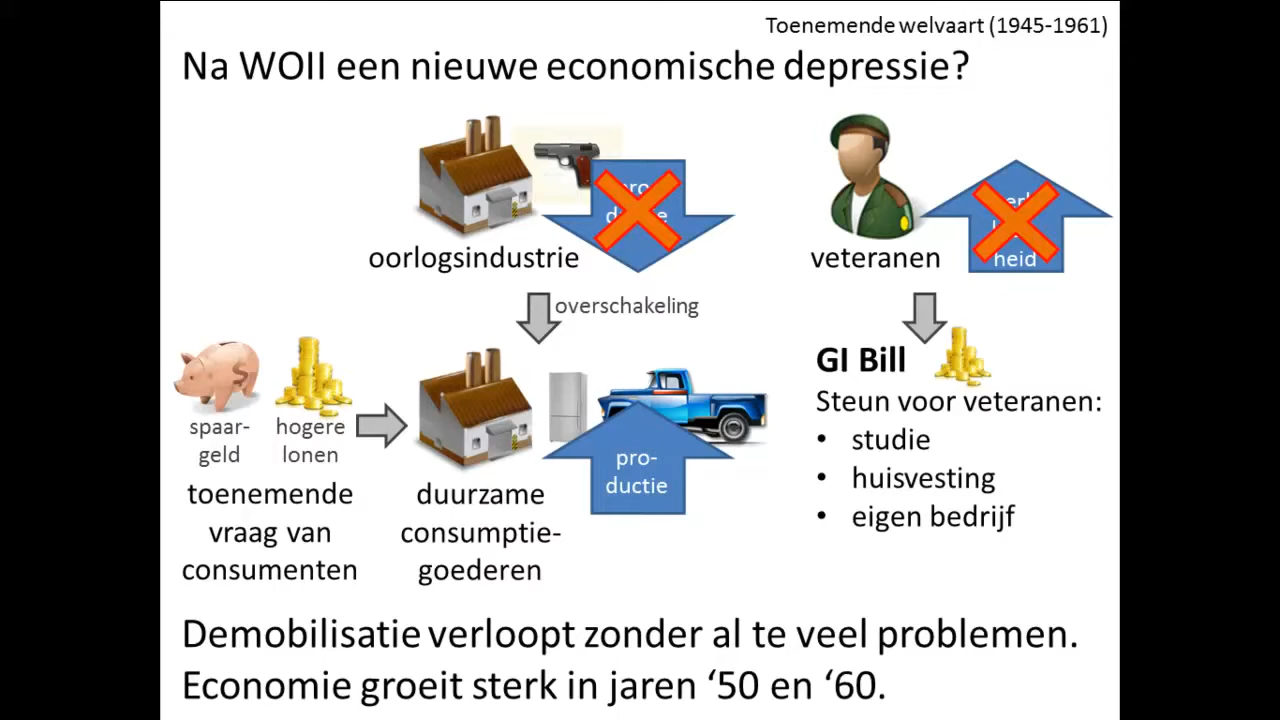 Toenemende welvaart (1945-1961)
Na WOII een nieuwe economische depressie?
oorlogsindustrie
veteranen
heid
overschakeling
GI Bill
Steun voor veteranen:
• studie
• huisvesting
• eigen bedrijf
spaar-
geld
hogere
lonen
toenemende
vraag van
consumenten
duurzame
consumptie-
goederen
pro-
ductie
Demobilisatie verloopt zonder al te veel problemen.
Economie groeit sterk in jaren ‘50 en ‘60.